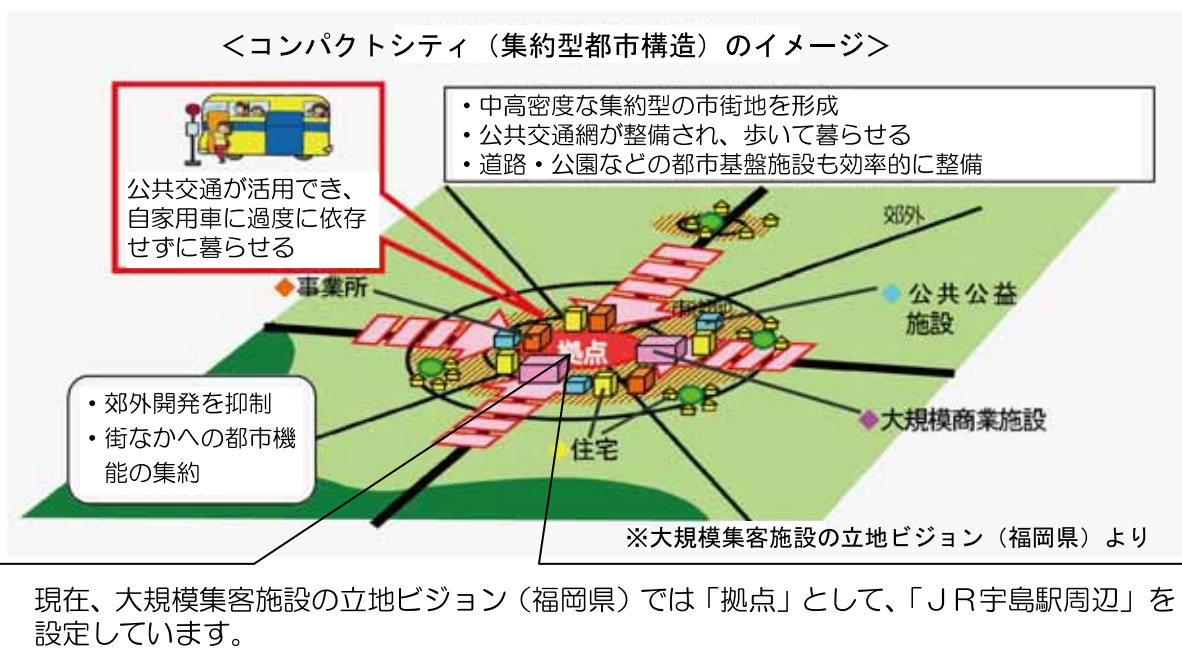 ＜コンパクトシティ（集約型都市構造）のイメージ＞
・中高密度な集約型の市街地を形成
・公共交通網が整備され、歩いて暮らせる
・道路・公園などの都市基盤施設も効率的に整備
公共交通が活用でき、
自家用車に過度に依存
せずに暮らせる
郊外
◆事業所
◆公共公益
施設
拠点
・郊外開発を抑制
・街なかへの都市機
能の集約
◆大規模商業施設
◆住宅
※大規模集客施設の立地ビジョン（福岡県）より
現在、大規模集客施設の立地ビジョン（福岡県）では「拠点」として、「ＪＲ宇島駅周辺」を
設定しています。